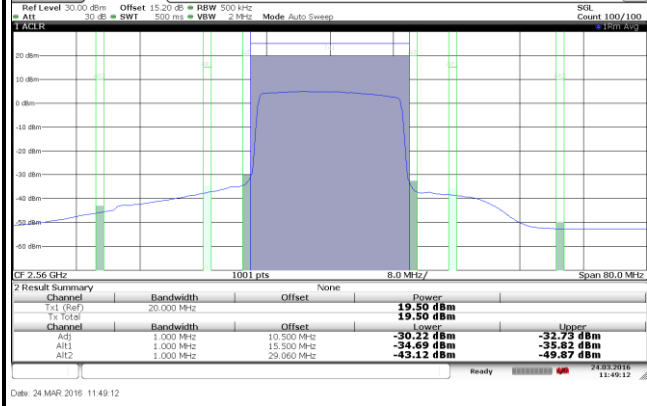 Ref Level 30.00 dBm Offset 15.20 dB RBW 500 kHz SGL
Att 30 dB SWT 500 ms VBW 2 MHz Mode Auto Sweep Count 100/100
1 ACLR 1Rm Avg
20 dBm
10 dBm
0 dBm
-10 dBm
-20 dBm
-30 dBm
-40 dBm
-50 dBm
-60 dBm
CF 2.56 GHz 1001 pts 8.0 MHz/ Span 80.0 MHz
2 Result Summary None
Channel Bandwidth Offset Power
Tx1 (Ref) 20.000 MHz 19.50 dBm
Tx Total 19.50 dBm
Channel Bandwidth Offset Lower Upper
Adj 1.000 MHz 10.500 MHz -30.22 dBm -32.73 dBm
Alt1 1.000 MHz 15.500 MHz -34.69 dBm -35.82 dBm
Alt2 1.000 MHz 29.060 MHz -43.12 dBm -49.87 dBm
Ready 24.03.2016
11:49:12
Date: 24.MAR.2016 11:49:12